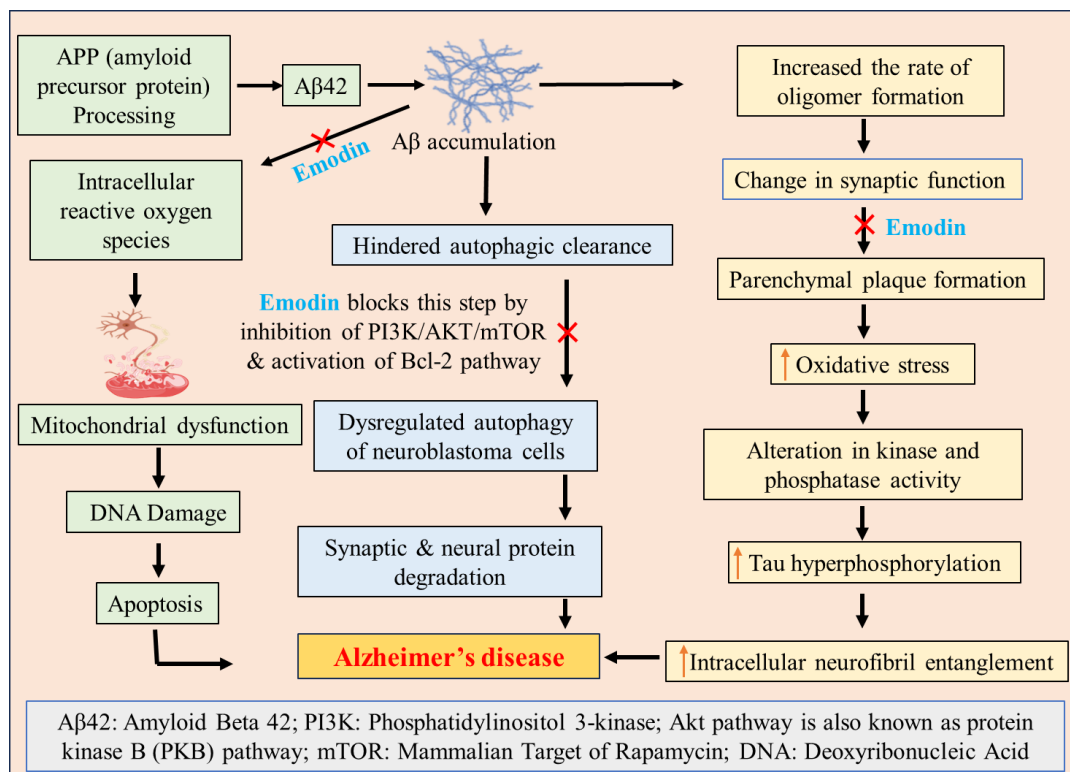 APP (amyloid
precursor protein)
Processing
Aβ42
Aβ accumulation
Increased the rate of
oligomer formation
Emodin
Intracellular
reactive oxygen
species
Change in synaptic function
Emodin
Hindered autophagic clearance
Parenchymal plaque formation
Emodin blocks this step by
inhibition of PI3K/AKT/mTOR
& activation of Bcl-2 pathway
Oxidative stress
Mitochondrial dysfunction
Dysregulated autophagy
of neuroblastoma cells
Alteration in kinase and
phosphatase activity
DNA Damage
Synaptic & neural protein
degradation
Tau hyperphosphorylation
Apoptosis
Alzheimer’s disease
Intracellular neurofibril entanglement
Aβ42: Amyloid Beta 42; PI3K: Phosphatidylinositol 3-kinase; Akt pathway is also known as protein
kinase B (PKB) pathway; mTOR: Mammalian Target of Rapamycin; DNA: Deoxyribonucleic Acid